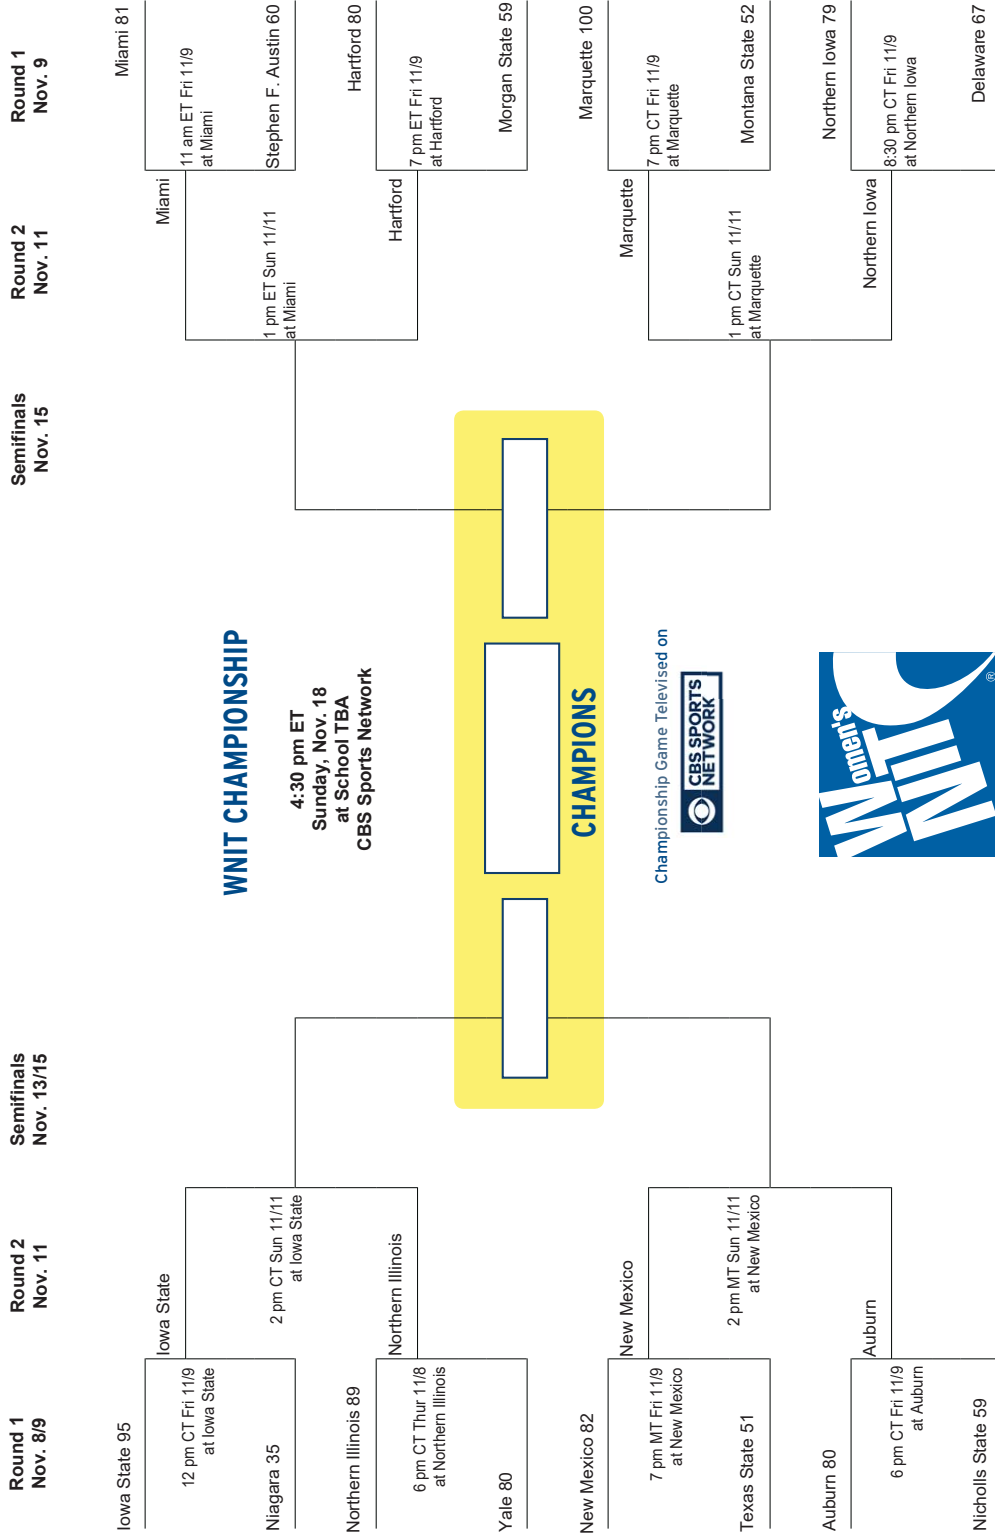 Round 1
Nov. 8/9
Round 2
Nov. 11
Semifinals
Nov. 13/15
Semifinals
Nov. 15
Round 2
Nov. 11
Round 1
Nov. 9
Iowa State 95
12 pm CT Fri 11/9
at Iowa State
Niagara 35
Iowa State
2 pm CT Sun 11/11
at Iowa State
Northern Illinois 89
6 pm CT Thur 11/8
at Northern Illinois
Yale 80
Northern Illinois
New Mexico 82
7 pm MT Fri 11/9
at New Mexico
Texas State 51
New Mexico
2 pm MT Sun 11/11
at New Mexico
Auburn 80
6 pm CT Fri 11/9
at Auburn
Nicholls State 59
Auburn
WNIT CHAMPIONSHIP
4:30 pm ET
Sunday, Nov. 18
at School TBA
CBS Sports Network
CHAMPIONS
Championship Game Televised on
CBS SPORTS
NETWORK
Women's
NIT
®
Miami 81
11 am ET Fri 11/9
at Miami
Stephen F. Austin 60
Miami
1 pm ET Sun 11/11
at Miami
Hartford 80
7 pm ET Fri 11/9
at Hartford
Morgan State 59
Hartford
Marquette 100
7 pm CT Fri 11/9
at Marquette
Montana State 52
Marquette
1 pm CT Sun 11/11
at Marquette
Northern Iowa 79
8:30 pm CT Fri 11/9
at Northern Iowa
Delaware 67
Northern Iowa